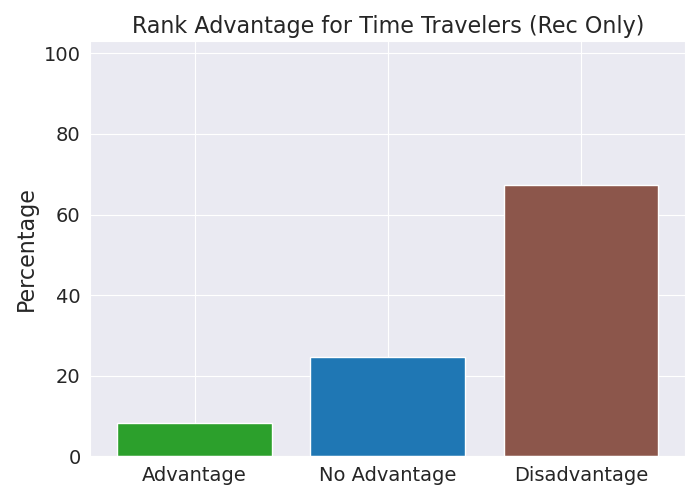 Rank Advantage for Time Travelers (Rec Only)
100
80
60
40
20
0
Percentage
Advantage
No Advantage
Disadvantage